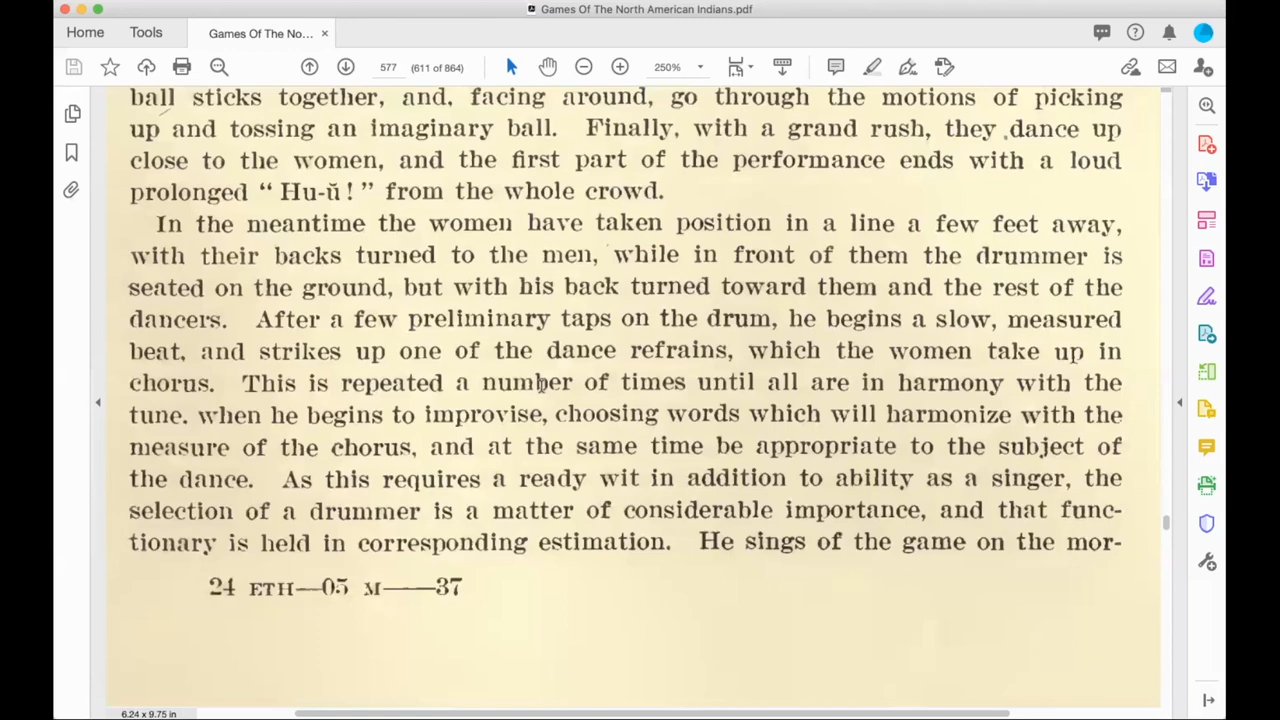 Games Of The North American Indians.pdf
Home Tools Games Of The No... ×
577 (611 of 864) 250%
ball sticks together, and, facing around, go through the motions of picking
up and tossing an imaginary ball. Finally, with a grand rush, they dance up
close to the women, and the first part of the performance ends with a loud
prolonged “ Hu-ŭ ! ” from the whole crowd.
In the meantime the women have taken position in a line a few feet away,
with their backs turned to the men, while in front of them the drummer is
seated on the ground, but with his back turned toward them and the rest of the
dancers. After a few preliminary taps on the drum, he begins a slow, measured
beat, and strikes up one of the dance refrains, which the women take up in
chorus. This is repeated a number of times until all are in harmony with the
tune, when he begins to improvise, choosing words which will harmonize with the
measure of the chorus, and at the same time be appropriate to the subject of
the dance. As this requires a ready wit in addition to ability as a singer, the
selection of a drummer is a matter of considerable importance, and that func-
tionary is held in corresponding estimation. He sings of the game on the mor-
24 ETH—05 M——37
6.24 x 9.75 in